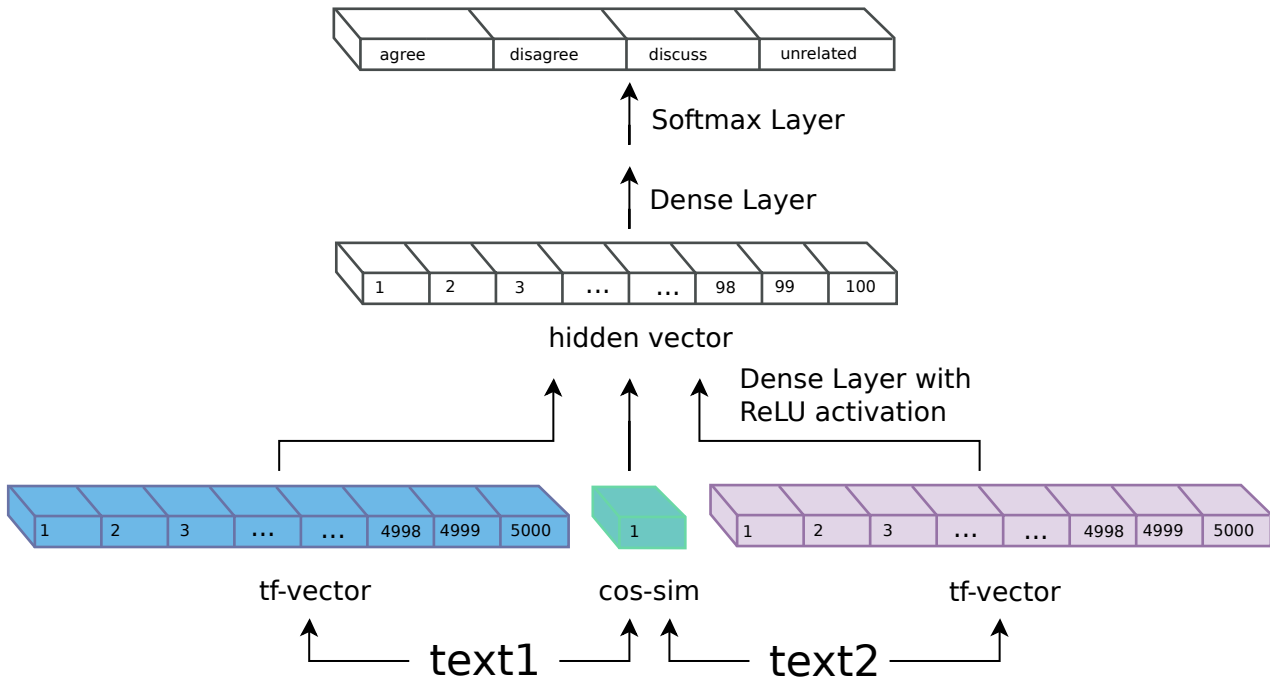 agree disagree discuss unrelated
Softmax Layer
Dense Layer
1 2 3 ... ... 98 99 100
hidden vector
Dense Layer with
ReLU activation
1 2 3 ... ... 4998 4999 5000 1 1 2 3 ... ... 4998 4999 5000
tf-vector cos-sim tf-vector
text1 text2